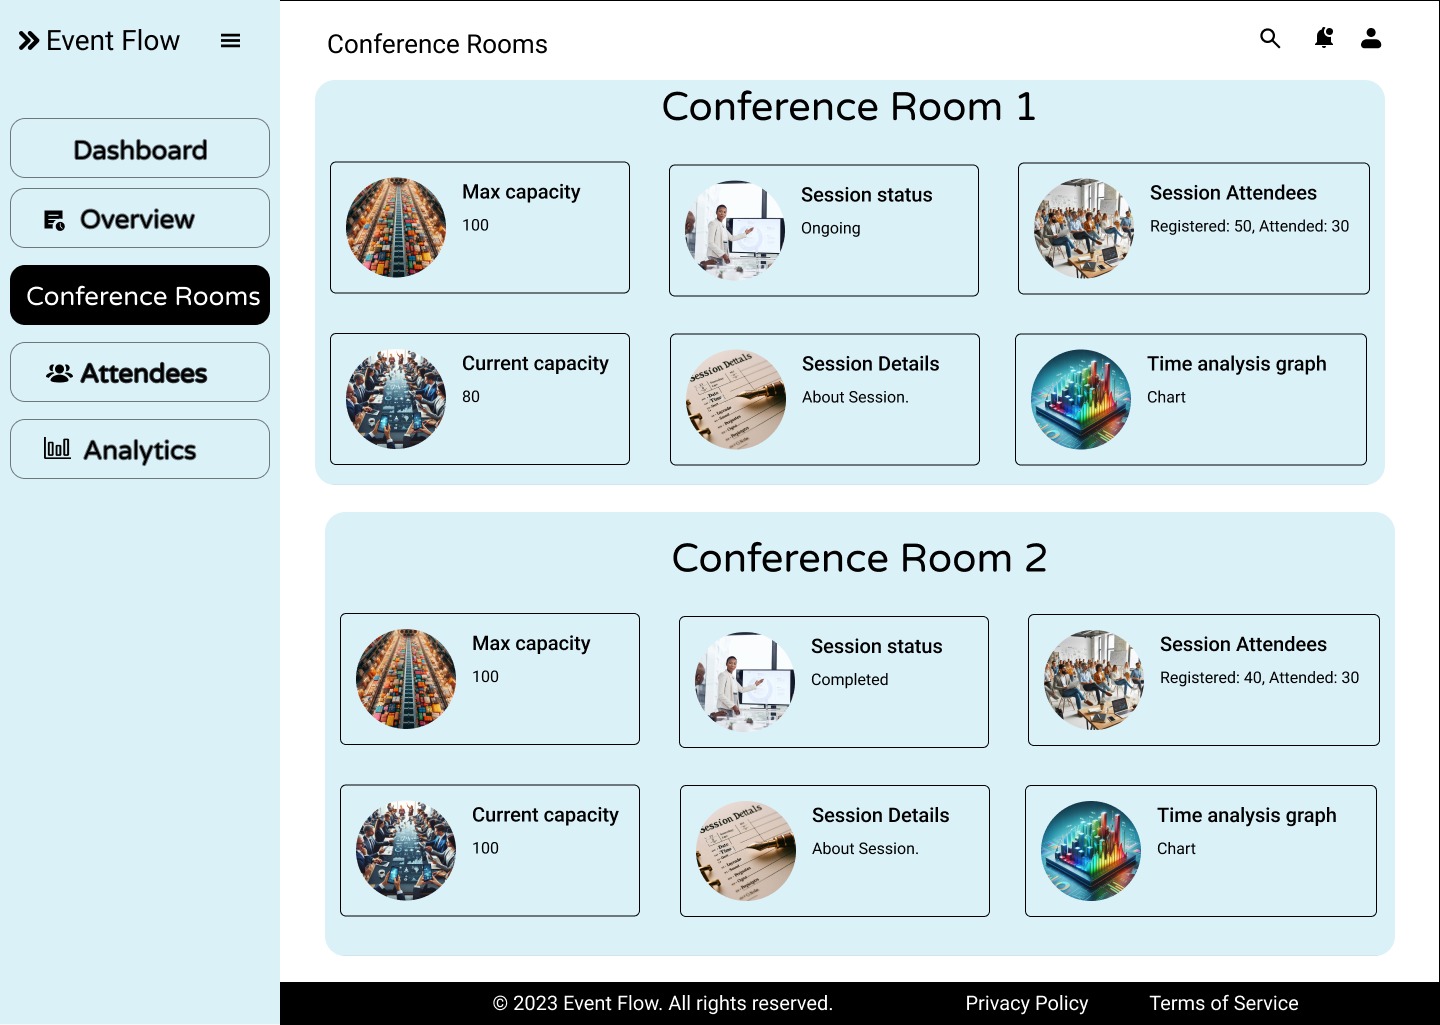 Event Flow
Dashboard
Overview
Conference Rooms
Attendees
Analytics
Conference Rooms
Conference Room 1
Max capacity
100
Session status
Ongoing
Session Attendees
Registered: 50, Attended: 30
Current capacity
80
Session Details
About Session.
Time analysis graph
Chart
Conference Room 2
Max capacity
100
Session status
Completed
Session Attendees
Registered: 40, Attended: 30
Current capacity
100
Session Details
About Session.
Time analysis graph
Chart
© 2023 Event Flow. All rights reserved.
Privacy Policy
Terms of Service